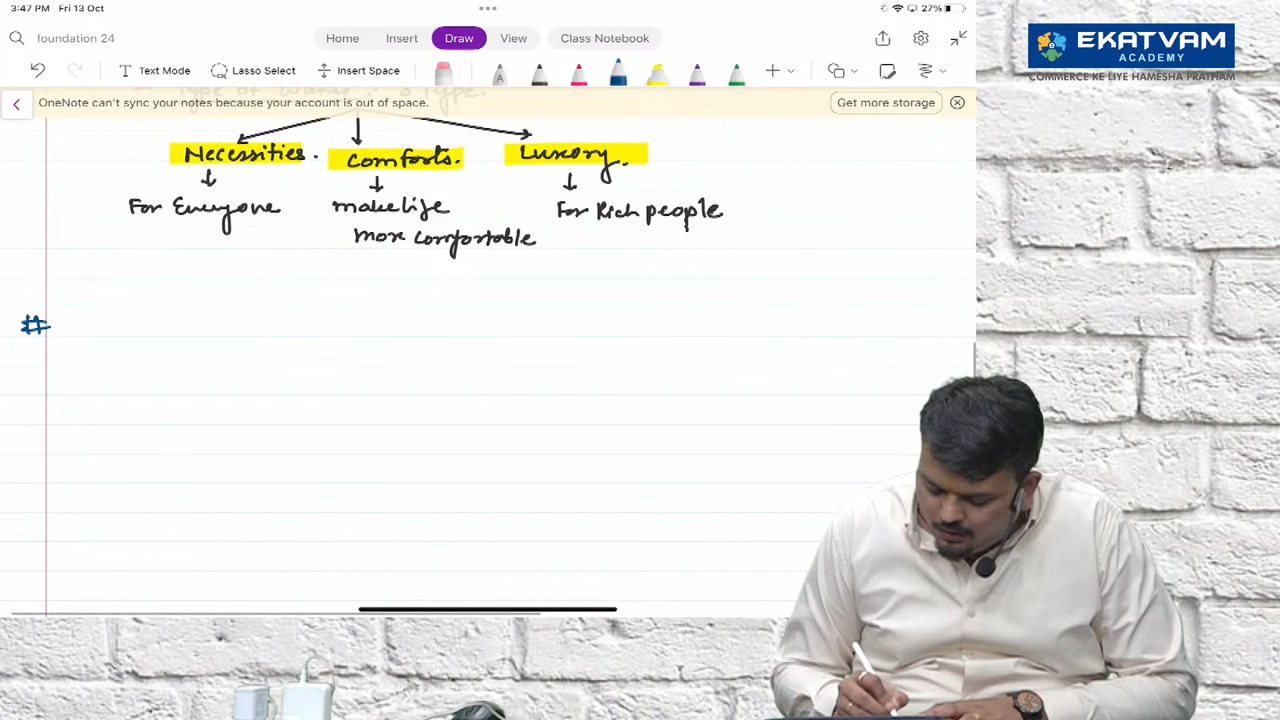 3:47 PM Fri 13 Oct
27%
foundation 24
Home Insert Draw View Class Notebook
Text Mode Lasso Select Insert Space
OneNote can't sync your notes because your account is out of space.
Get more storage
Necessities. Comforts. Luxury.
For Everyone make life For Rich people
more comfortable
#
EKATVAM
ACADEMY
COMMERCE KE LIYE HAMESHA PRATHAM